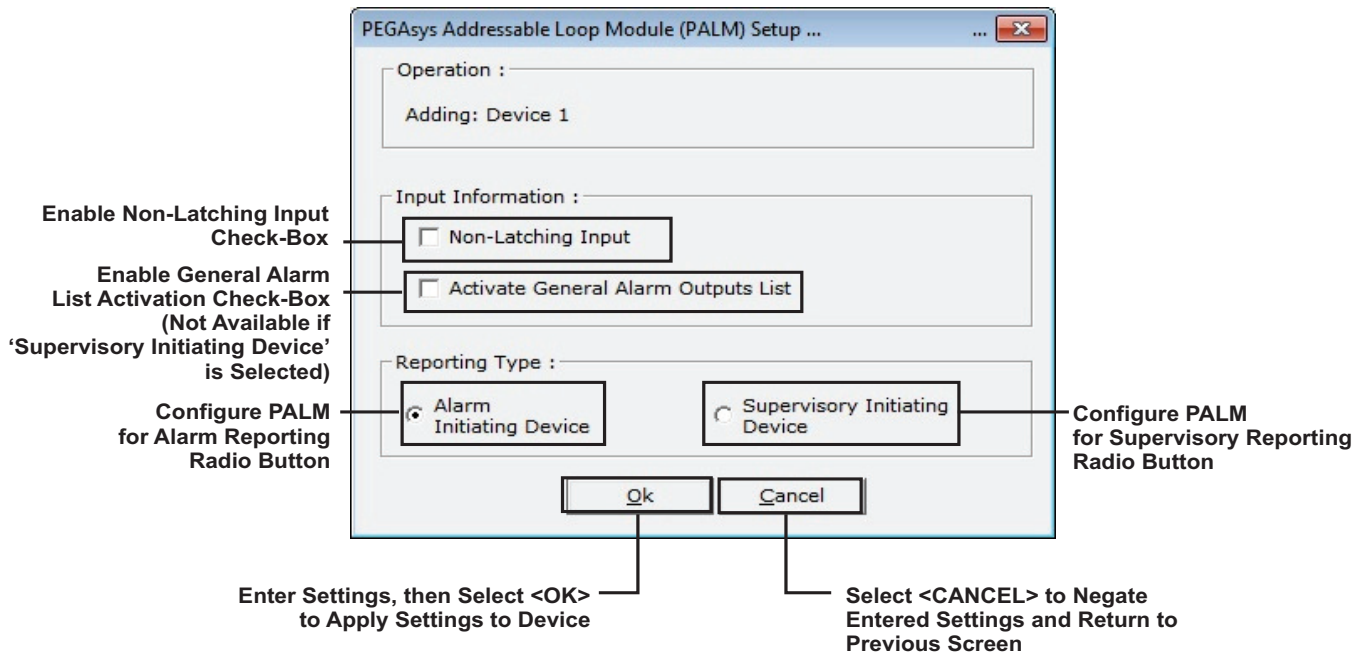 PEGAsys Addressable Loop Module (PALM) Setup ... ...
Operation :
Adding: Device 1
Input Information :
Enable Non-Latching Input
Check-Box
Non-Latching Input
Enable General Alarm
List Activation Check-Box
(Not Available if
‘Supervisory Initiating Device’
is Selected)
Activate General Alarm Outputs List
Reporting Type :
Configure PALM
for Alarm Reporting
Radio Button
Alarm
Initiating Device
Supervisory Initiating
Device
Configure PALM
for Supervisory Reporting
Radio Button
Ok
Cancel
Enter Settings, then Select <OK>
to Apply Settings to Device
Select <CANCEL> to Negate
Entered Settings and Return to
Previous Screen